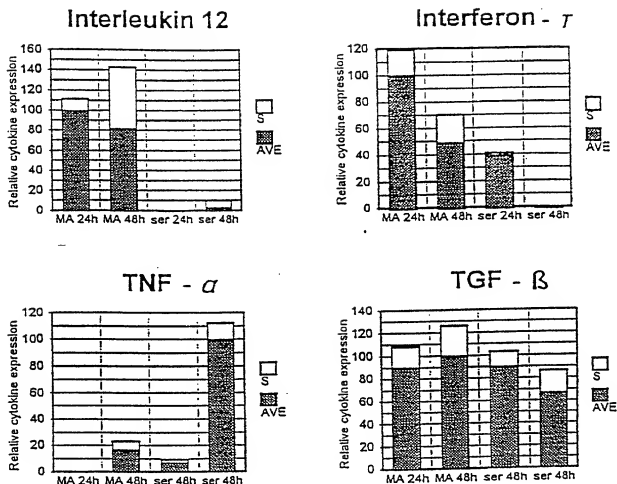 Interleukin 12
Relative cytokine expression
160
140
120
100
80
60
40
20
0
MA 24h MA 48h ser 24h ser 48h
S
AVE
Interferon - τ
Relative cytokine expression
120
100
80
60
40
20
0
MA 24h MA 48h ser 24h ser 48h
S
AVE
TNF - α
Relative cytokine expression
120
100
80
60
40
20
0
MA 24h MA 48h ser 48h ser 48h
S
AVE
TGF - ß
Relative cytokine expression
140
120
100
80
60
40
20
0
MA 24h MA 48h ser 48h ser 48h
S
AVE